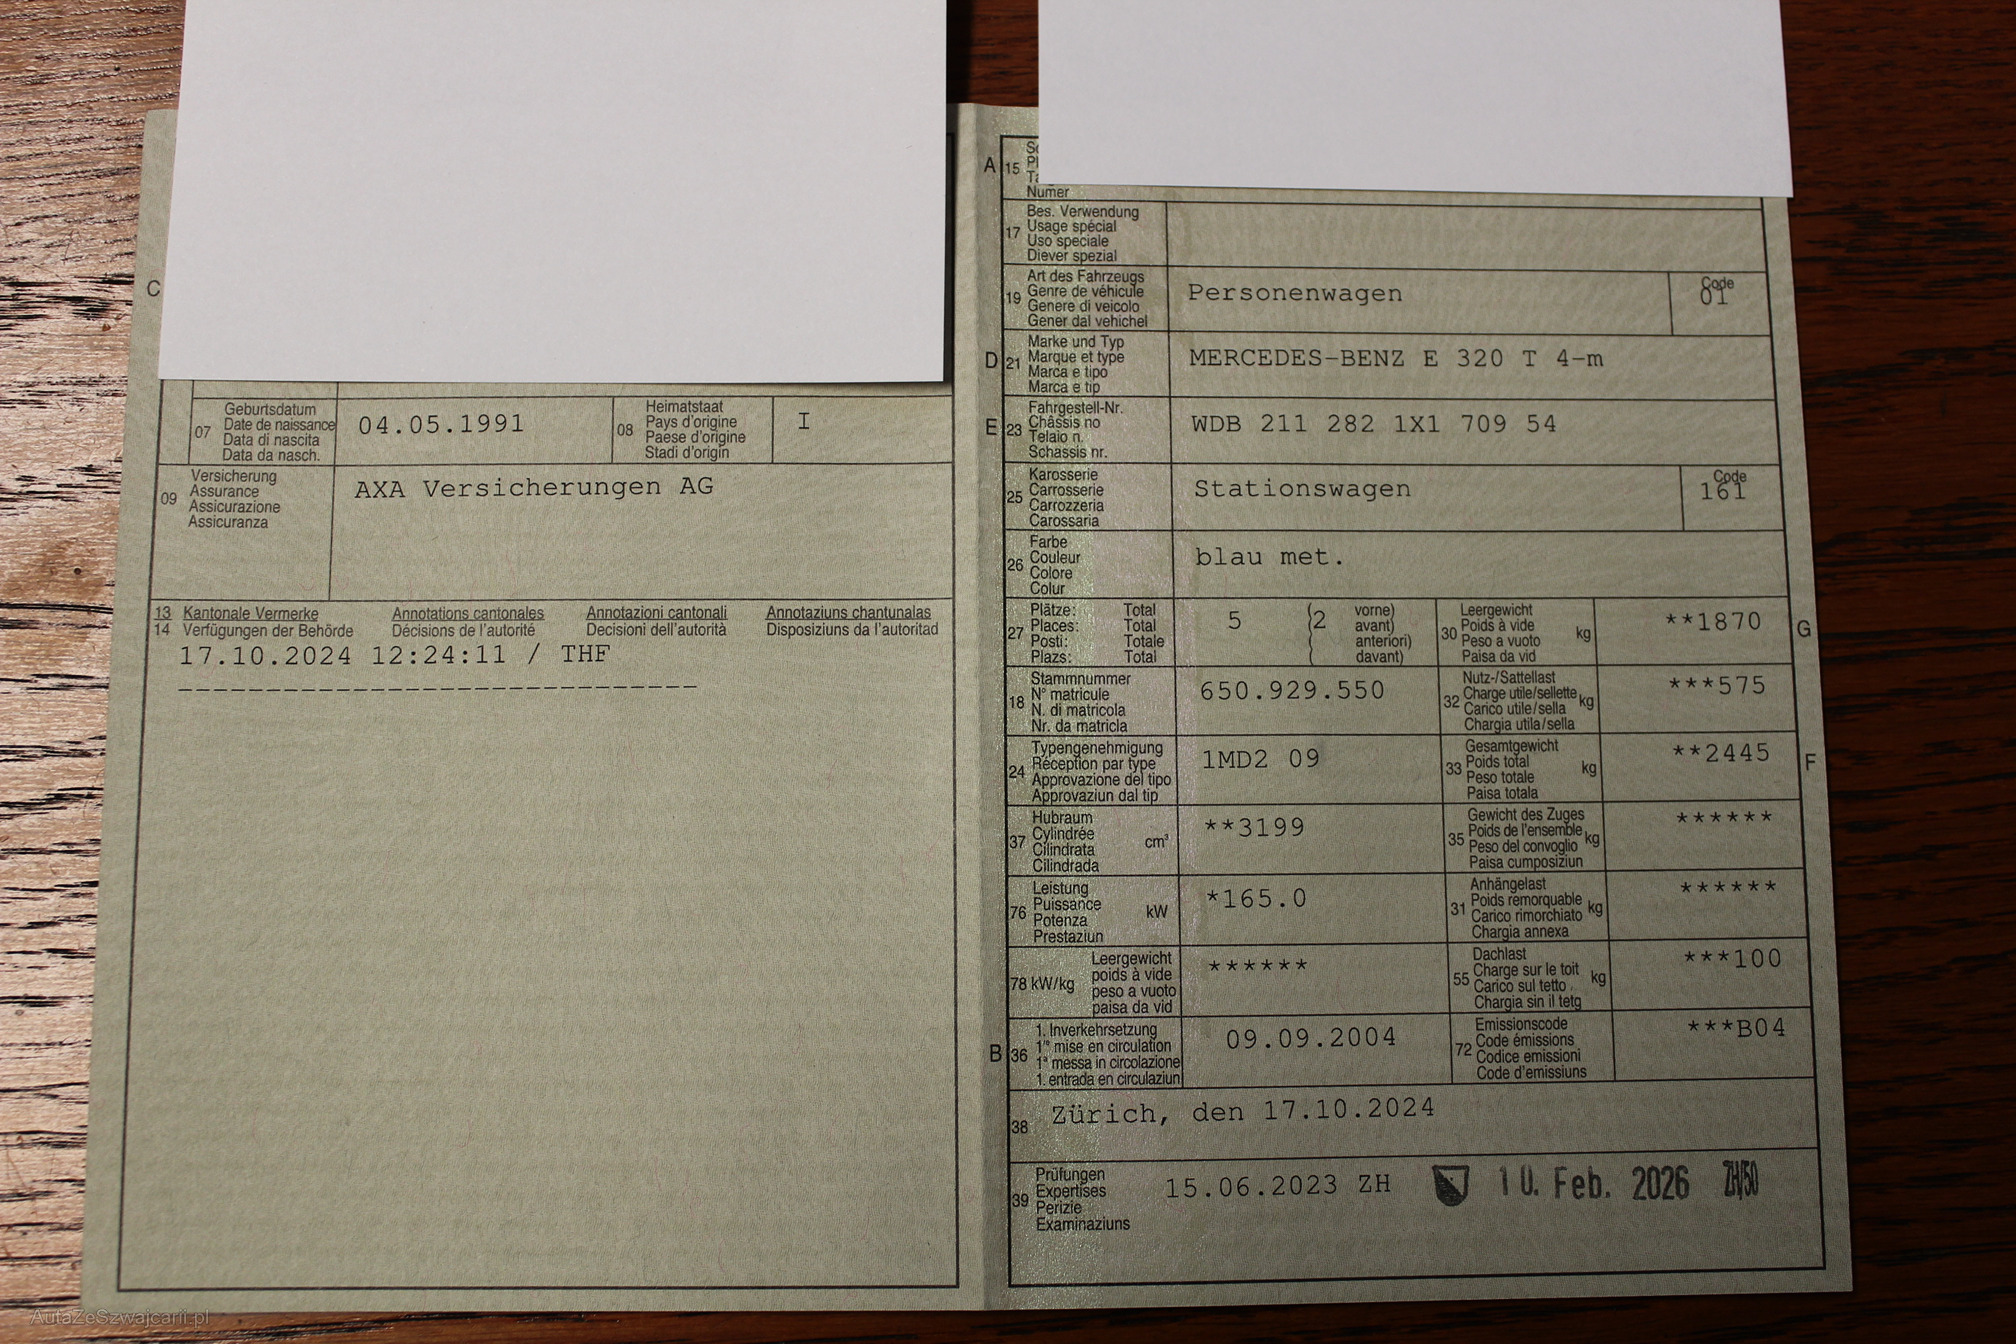 C
07
Geburtsdatum
Date de naissance
Data di nascita
Data da nasch.
04.05.1991
08
Heimatstaat
Pays d'origine
Paese d'origine
Stadi d'origin
I
09
Versicherung
Assurance
Assicurazione
Assicuranza
AXA Versicherungen AG
13 Kantonale Vermerke Annotations cantonales Annotazioni cantonali Annotaziuns chantunalas
14 Verfügungen der Behörde Décisions de l'autorité Decisioni dell'autorità Disposiziuns da l'autoritad
17.10.2024 12:24:11 / THF
------------------------------
A
15
Numer
17
Bes. Verwendung
Usage spécial
Uso speciale
Diever spezial
19
Art des Fahrzeugs
Genre de véhicule
Genere di veicolo
Gener dal vehichel
Personenwagen
Code
01
D
21
Marke und Typ
Marque et type
Marca e tipo
Marca e tip
MERCEDES-BENZ E 320 T 4-m
E
23
Fahrgestell-Nr.
Châssis no
Telaio n.
Schassis nr.
WDB 211 282 1X1 709 54
25
Karosserie
Carrosserie
Carrozzeria
Carossaria
Stationswagen
Code
161
26
Farbe
Couleur
Colore
Colur
blau met.
27
Plätze: Total
Places: Total
Posti: Totale
Plazs: Total
5 (2 vorne)
avant)
anteriori)
davant)
30
Leergewicht
Poids à vide
Peso a vuoto
Paisa da vid
kg
**1870
G
18
Stammnummer
N° matricule
N. di matricola
Nr. da matricla
650.929.550
32
Nutz-/Sattellast
Charge utile/sellette
Carico utile/sella
Chargia utila/sella
kg
***575
24
Typengenehmigung
Réception par type
Approvazione del tipo
Approvaziun dal tip
1MD2 09
33
Gesamtgewicht
Poids total
Peso totale
Paisa totala
kg
**2445
F
37
Hubraum
Cylindrée
Cilindrata
Cilindrada
cm³
**3199
35
Gewicht des Zuges
Poids de l'ensemble
Peso del convoglio
Paisa cumposiziun
kg
******
76
Leistung
Puissance
Potenza
Prestaziun
kW
*165.0
31
Anhängelast
Poids remorquable
Carico rimorchiato
Chargia annexa
kg
******
78 kW/kg
Leergewicht
poids à vide
peso a vuoto
paisa da vid
******
55
Dachlast
Charge sur le toit
Carico sul tetto
Chargia sin il tetg
kg
***100
B
36
1. Inverkehrsetzung
1re mise en circulation
1a messa in circolazione
1. entrada en circulaziun
09.09.2004
72
Emissionscode
Code émissions
Codice emissioni
Code d'emissiuns
***B04
38
Zürich, den 17.10.2024
39
Prüfungen
Expertises
Perizie
Examinaziuns
15.06.2023 ZH
10. Feb. 2026 ZH/50
AutaZeSzwajcarii.pl